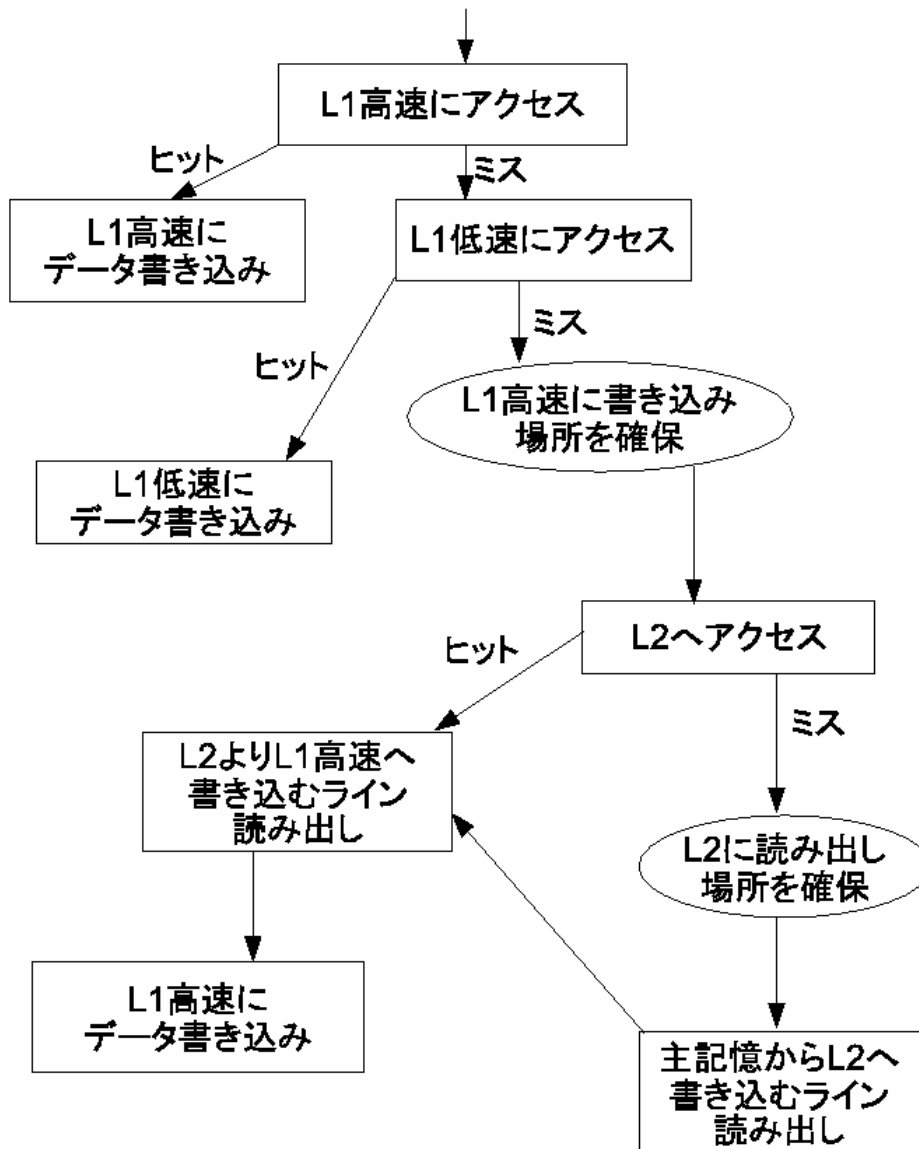 L1高速にアクセス
ヒット
ミス
L1高速に
データ書き込み
L1低速にアクセス
ミス
ヒット
L1高速に書き込み
場所を確保
L1低速に
データ書き込み
L2へアクセス
ヒット
ミス
L2よりL1高速へ
書き込むライン
読み出し
L2に読み出し
場所を確保
L1高速に
データ書き込み
主記憶からL2へ
書き込むライン
読み出し